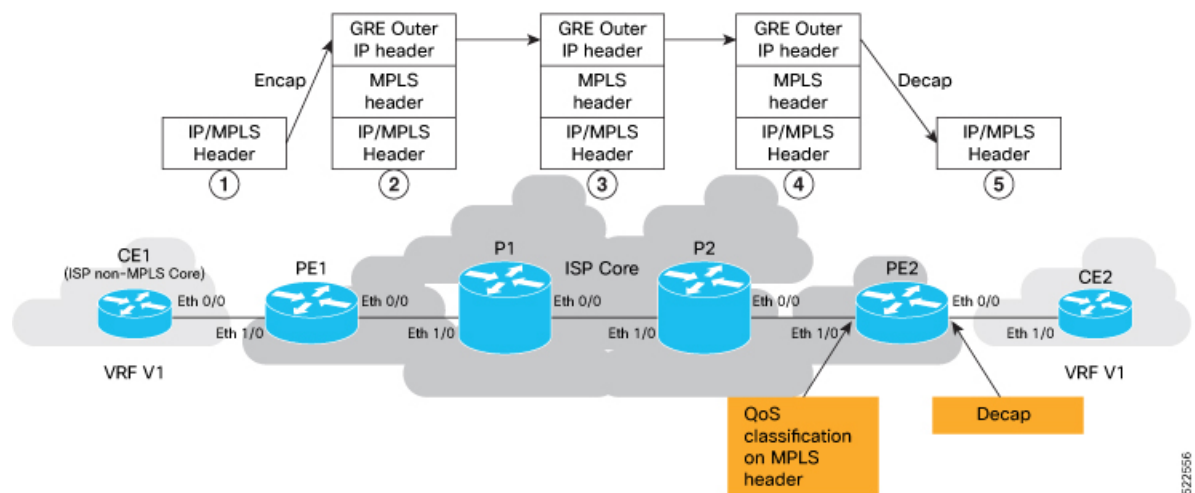 GRE Outer
IP header
GRE Outer
IP header
GRE Outer
IP header
Encap
MPLS
header
MPLS
header
MPLS
header
Decap
IP/MPLS
Header
IP/MPLS
Header
IP/MPLS
Header
IP/MPLS
Header
IP/MPLS
Header
1
2
3
4
5
CE1
(ISP non-MPLS Core)
PE1
P1
ISP Core
P2
PE2
CE2
Eth 0/0
Eth 1/0
Eth 0/0
Eth 1/0
Eth 0/0
Eth 1/0
Eth 0/0
Eth 1/0
Eth 0/0
Eth 1/0
VRF V1
VRF V1
QoS
classification
on MPLS
header
Decap
522556